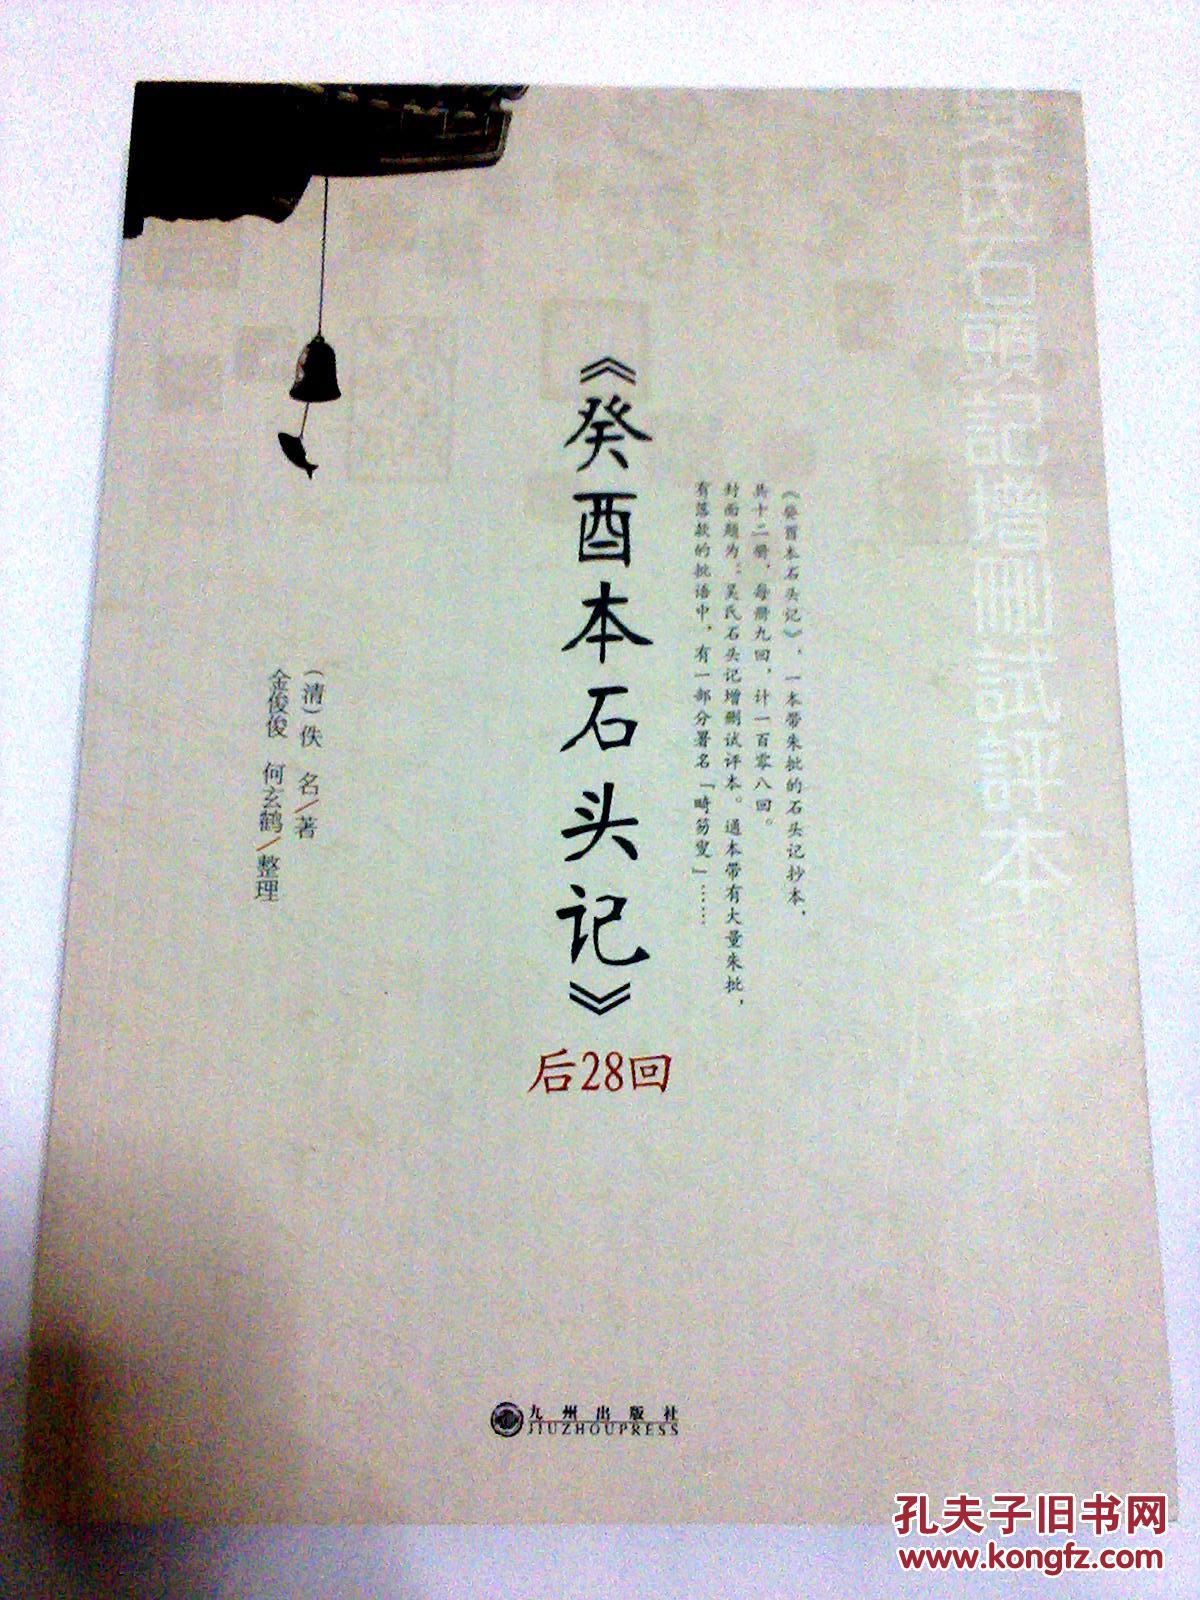 吴氏石頭記增刪試評本
《癸酉本石头记》，一本带朱批的石头记抄本，
共十二册，每册九回，计一百零八回。
封面题为：吴氏石头记增删试评本。通本带有大量朱批，
有落款的批语中，有一部分署名「畸笏叟」……
《癸酉本石头记》
后28回
（清）佚 名/著
金俊俊 何玄鹤/整理
九州出版社
JIUZHOUPRESS
孔夫子旧书网
www.kongfz.com